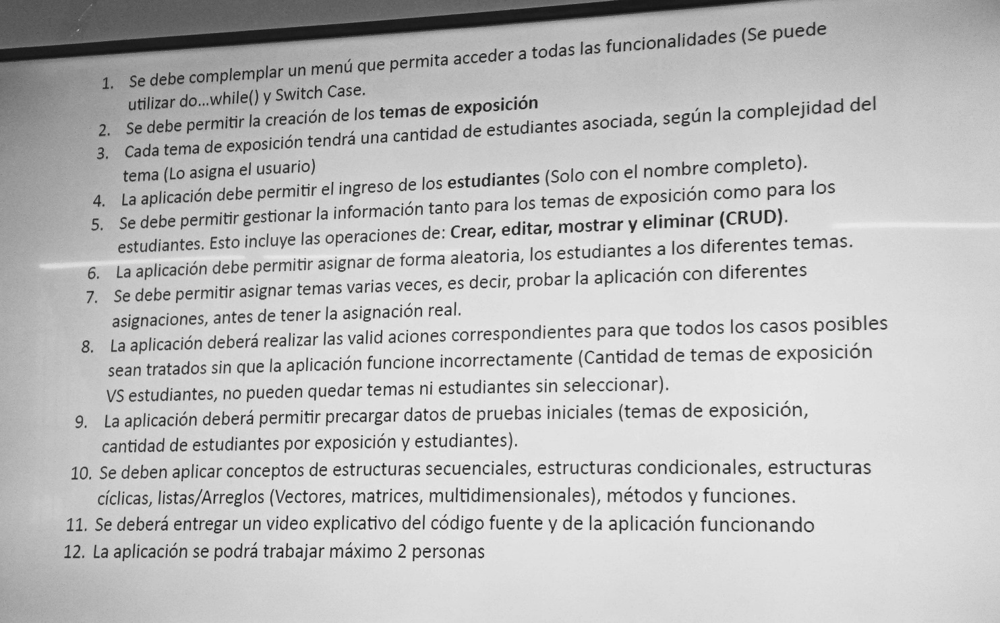 1. Se debe complemplar un menú que permita acceder a todas las funcionalidades (Se puede
utilizar do...while() y Switch Case.
2. Se debe permitir la creación de los temas de exposición
3. Cada tema de exposición tendrá una cantidad de estudiantes asociada, según la complejidad del
tema (Lo asigna el usuario)
4. La aplicación debe permitir el ingreso de los estudiantes (Solo con el nombre completo).
5. Se debe permitir gestionar la información tanto para los temas de exposición como para los
estudiantes. Esto incluye las operaciones de: Crear, editar, mostrar y eliminar (CRUD).
6. La aplicación debe permitir asignar de forma aleatoria, los estudiantes a los diferentes temas.
7. Se debe permitir asignar temas varias veces, es decir, probar la aplicación con diferentes
asignaciones, antes de tener la asignación real.
8. La aplicación deberá realizar las valid aciones correspondientes para que todos los casos posibles
sean tratados sin que la aplicación funcione incorrectamente (Cantidad de temas de exposición
VS estudiantes, no pueden quedar temas ni estudiantes sin seleccionar).
9. La aplicación deberá permitir precargar datos de pruebas iniciales (temas de exposición,
cantidad de estudiantes por exposición y estudiantes).
10. Se deben aplicar conceptos de estructuras secuenciales, estructuras condicionales, estructuras
cíclicas, listas/Arreglos (Vectores, matrices, multidimensionales), métodos y funciones.
11. Se deberá entregar un video explicativo del código fuente y de la aplicación funcionando
12. La aplicación se podrá trabajar máximo 2 personas